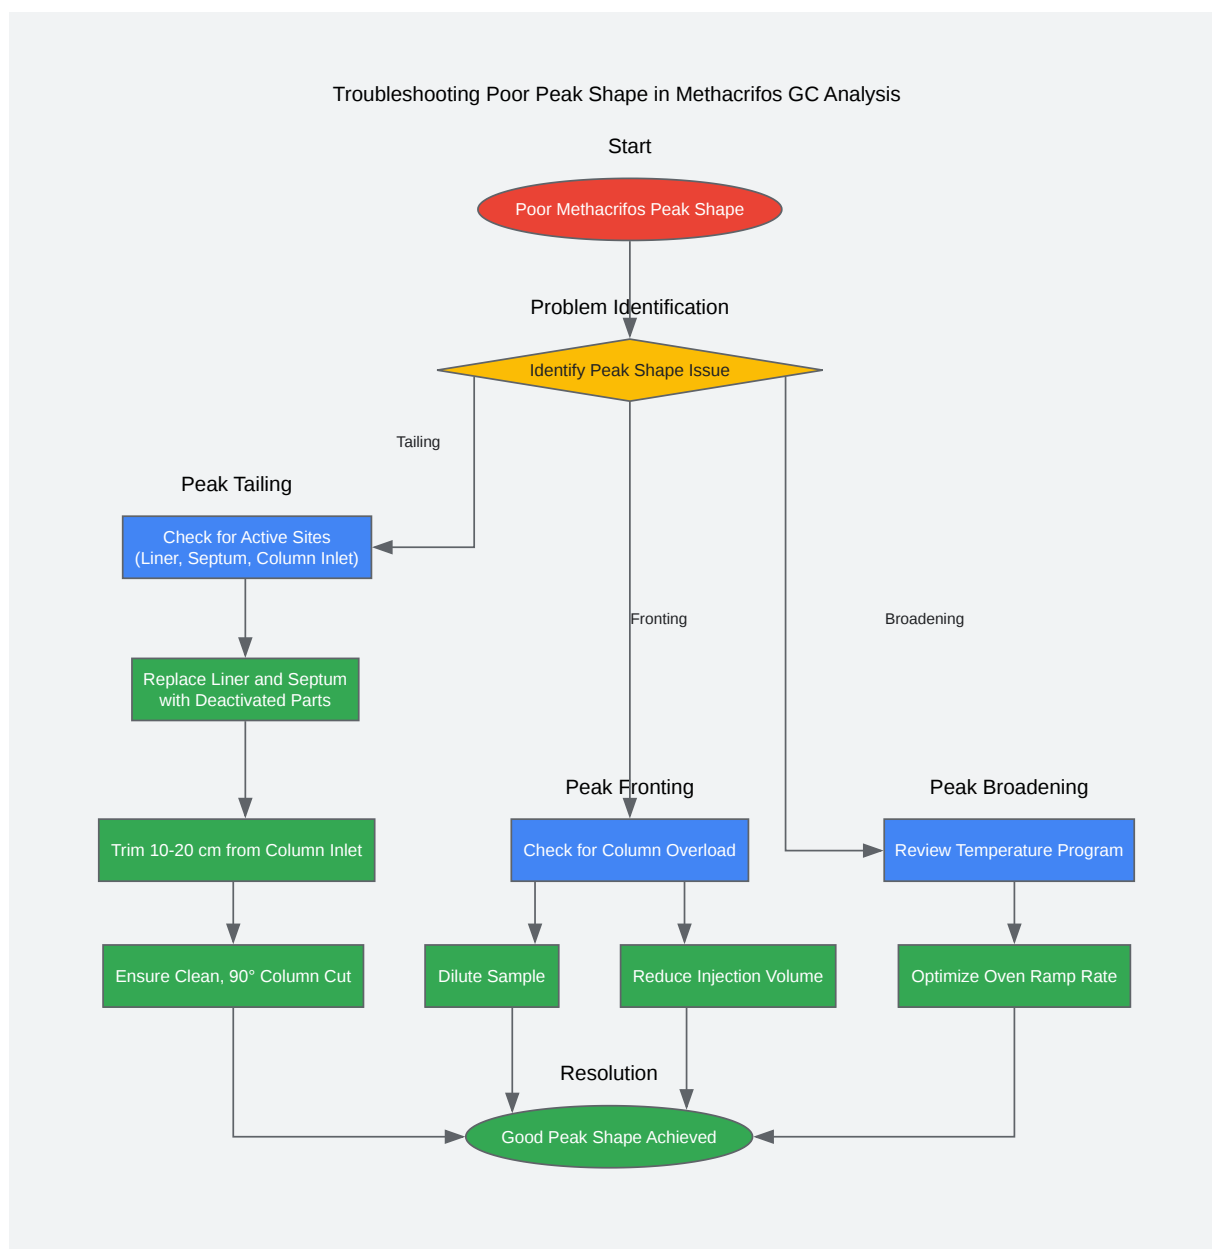 Troubleshooting Poor Peak Shape in Methacrifos GC Analysis
Start
Poor Methacrifos Peak Shape
Problem Identification
Identify Peak Shape Issue
Tailing
Peak Tailing
Check for Active Sites
(Liner, Septum, Column Inlet)
Fronting
Broadening
Replace Liner and Septum
with Deactivated Parts
Peak Fronting
Peak Broadening
Trim 10-20 cm from Column Inlet
Check for Column Overload
Review Temperature Program
Ensure Clean, 90° Column Cut
Dilute Sample
Reduce Injection Volume
Optimize Oven Ramp Rate
Resolution
Good Peak Shape Achieved